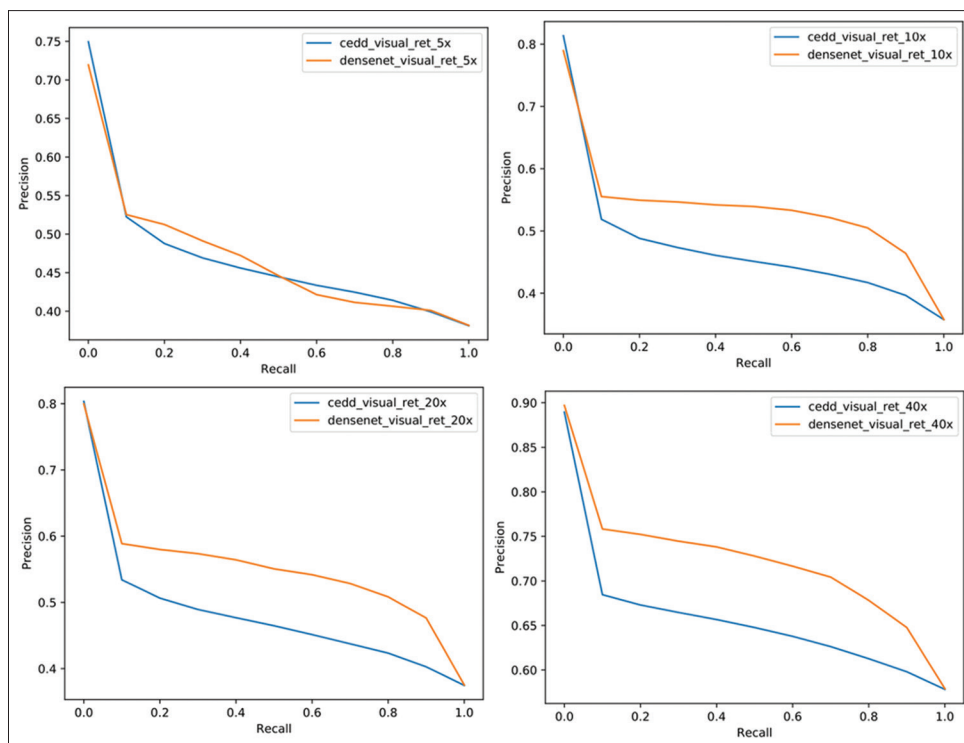 cedd_visual_ret_5x
densenet_visual_ret_5x
0.75
0.70
0.65
0.60
0.55
0.50
0.45
0.40
Precision
0.0 0.2 0.4 0.6 0.8 1.0
Recall
cedd_visual_ret_10x
densenet_visual_ret_10x
0.8
0.7
0.6
0.5
0.4
Precision
0.0 0.2 0.4 0.6 0.8 1.0
Recall
cedd_visual_ret_20x
densenet_visual_ret_20x
0.8
0.7
0.6
0.5
0.4
Precision
0.0 0.2 0.4 0.6 0.8 1.0
Recall
cedd_visual_ret_40x
densenet_visual_ret_40x
0.90
0.85
0.80
0.75
0.70
0.65
0.60
Precision
0.0 0.2 0.4 0.6 0.8 1.0
Recall